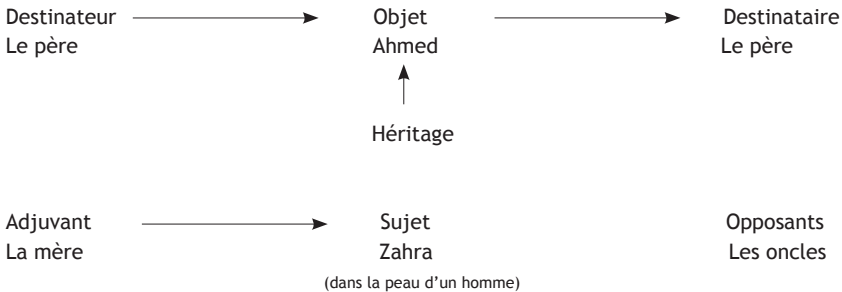 Destinateur Objet Destinataire
Le père Ahmed Le père
Héritage
Adjuvant Sujet Opposants
La mère Zahra Les oncles
(dans la peau d’un homme)